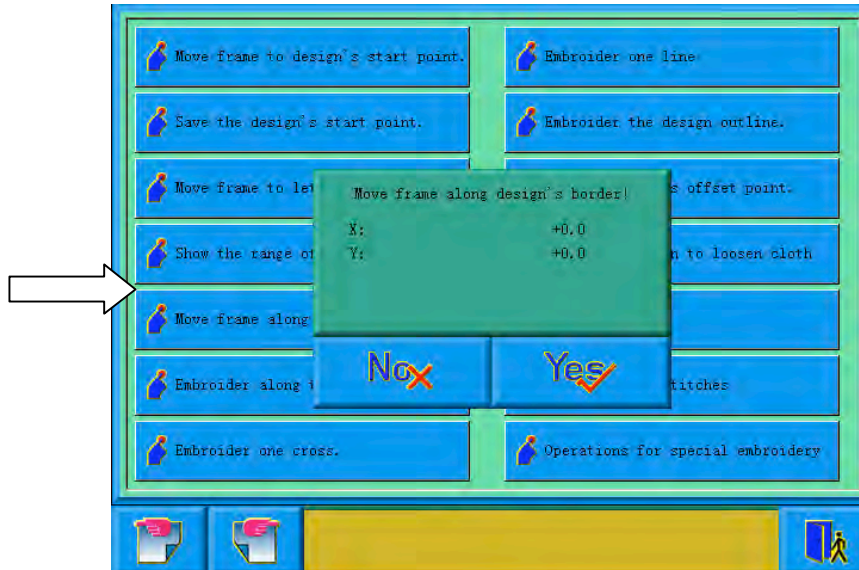 Move frame to design's start point.
Embroider one line
Save the design's start point.
Embroider the design outline.
Move frame to let
s offset point.
Show the range of
n to loosen cloth
Move frame along
Embroider along t
titches
Embroider one cross.
Operations for special embroidery
Move frame along design's border!
X: +0.0
Y: +0.0
No
Yes